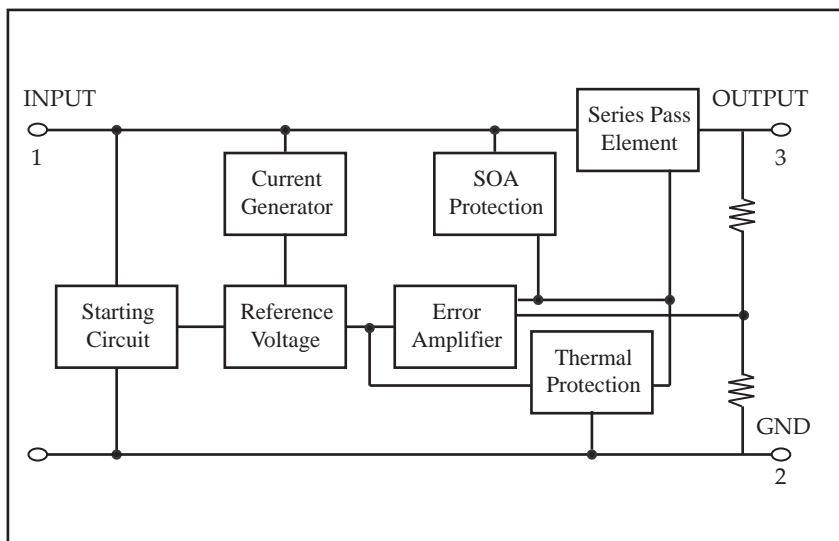 INPUT
1
Series Pass
Element
OUTPUT
3
Current
Generator
SOA
Protection
Starting
Circuit
Reference
Voltage
Error
Amplifier
Thermal
Protection
GND
2